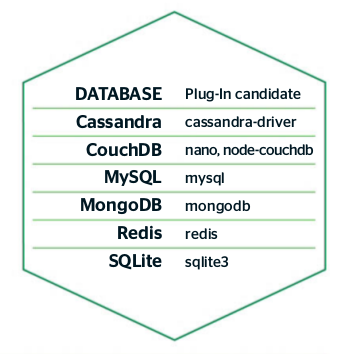 DATABASE Plug-In candidate
Cassandra cassandra-driver
CouchDB nano, node-couchdb
MySQL mysql
MongoDB mongodb
Redis redis
SQLite sqlite3